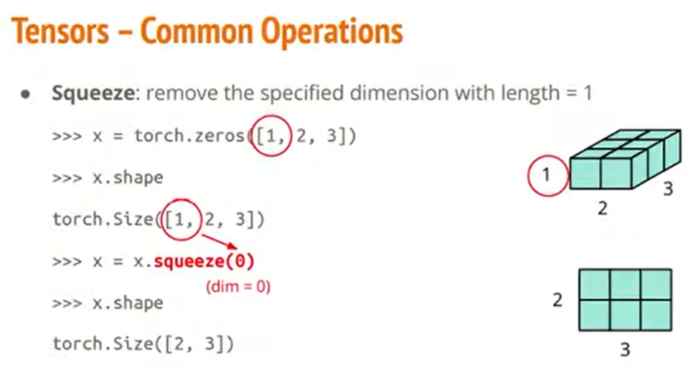 Tensors – Common Operations
● Squeeze: remove the specified dimension with length = 1
>>> x = torch.zeros([1, 2, 3])
>>> x.shape
torch.Size([1, 2, 3])
>>> x = x.squeeze(0)
(dim = 0)
>>> x.shape
torch.Size([2, 3])
1
2
3
2
3